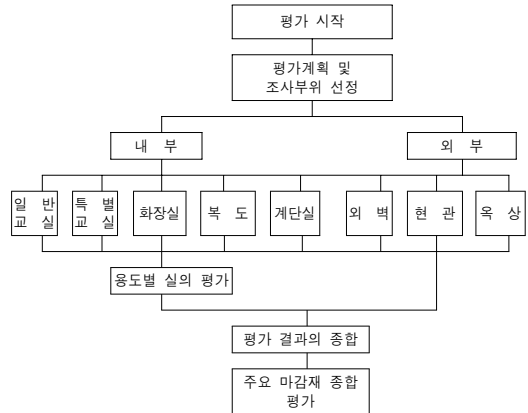 평가 시작
평가계획 및
조사부위 선정
내 부
외 부
일 반
교 실
특 별
교 실
화장실
복 도
계단실
외 벽
현 관
옥 상
용도별 실의 평가
평가 결과의 종합
주요 마감재 종합
평가